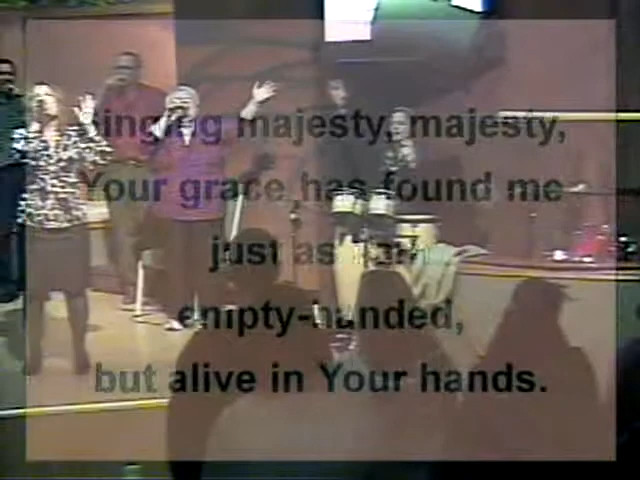 Singing majesty, majesty,
Your grace has found me
just as I am
empty-handed,
but alive in Your hands.